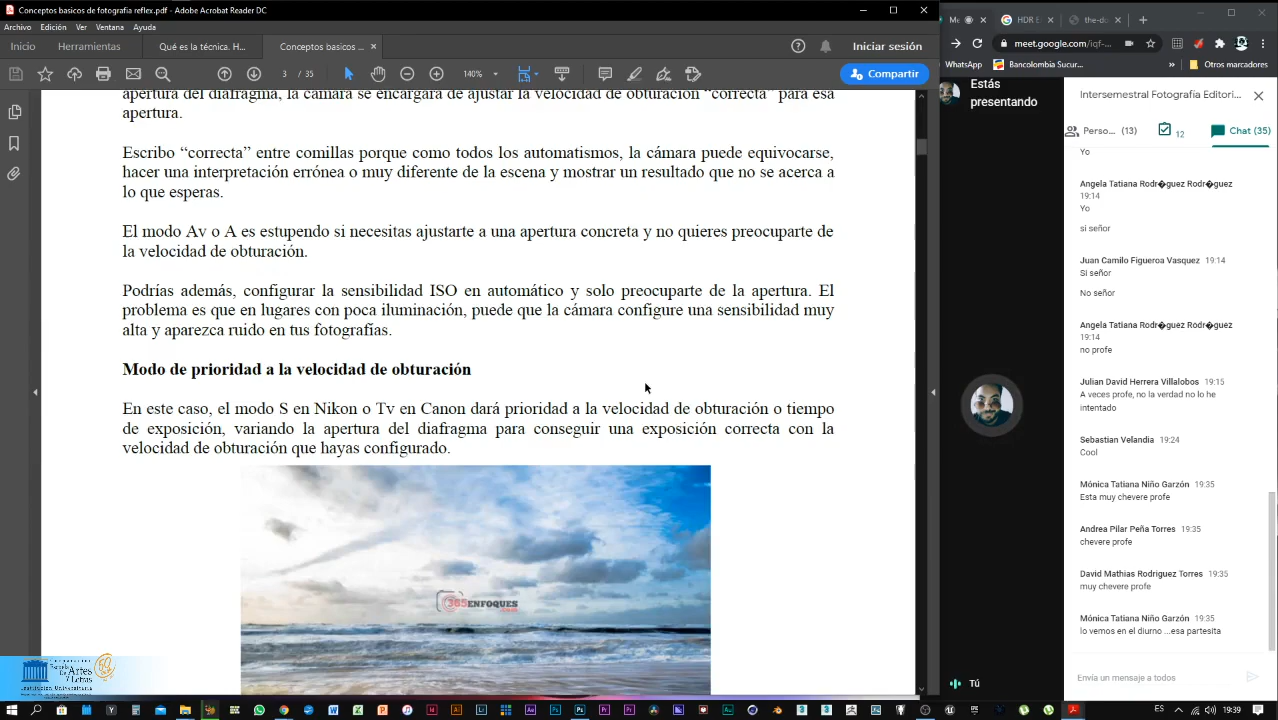 Conceptos basicos de fotografia reflex.pdf - Adobe Acrobat Reader DC
Archivo Edición Ver Ventana Ayuda
Inicio Herramientas Qué es la técnica. H... Conceptos basicos ... ×
Iniciar sesión
3 / 35 140% Compartir
apertura del diafragma, la cámara se encargará de ajustar la velocidad de obturación “correcta” para esa
apertura.
Escribo “correcta” entre comillas porque como todos los automatismos, la cámara puede equivocarse,
hacer una interpretación errónea o muy diferente de la escena y mostrar un resultado que no se acerca a
lo que esperas.
El modo Av o A es estupendo si necesitas ajustarte a una apertura concreta y no quieres preocuparte de
la velocidad de obturación.
Podrías además, configurar la sensibilidad ISO en automático y solo preocuparte de la apertura. El
problema es que en lugares con poca iluminación, puede que la cámara configure una sensibilidad muy
alta y aparezca ruido en tus fotografías.
Modo de prioridad a la velocidad de obturación
En este caso, el modo S en Nikon o Tv en Canon dará prioridad a la velocidad de obturación o tiempo
de exposición, variando la apertura del diafragma para conseguir una exposición correcta con la
velocidad de obturación que hayas configurado.
365ENFOQUES
Artes
50
Me HDR E the-do
meet.google.com/iqf-
WhatsApp Bancolombia Sucur... » Otros marcadores
Estás
presentando
Tú
Intersemestral Fotografía Editori...
Perso... (13) 12 Chat (35)
Yo
Angela Tatiana Rodr�guez Rodr�guez
19:14
Yo
si señor
Juan Camilo Figueroa Vasquez 19:14
Si señor
No señor
Angela Tatiana Rodr�guez Rodr�guez
19:14
no profe
Julian David Herrera Villalobos 19:15
A veces profe, no la verdad no lo he
intentado
Sebastian Velandia 19:24
Cool
Mónica Tatiana Niño Garzón 19:35
Esta muy chevere profe
Andrea Pilar Peña Torres 19:35
chevere profe
David Mathias Rodriguez Torres 19:35
muy chevere profe
Mónica Tatiana Niño Garzón 19:35
lo vemos en el diurno ...esa partesita
Envía un mensaje a todos
ES 19:39